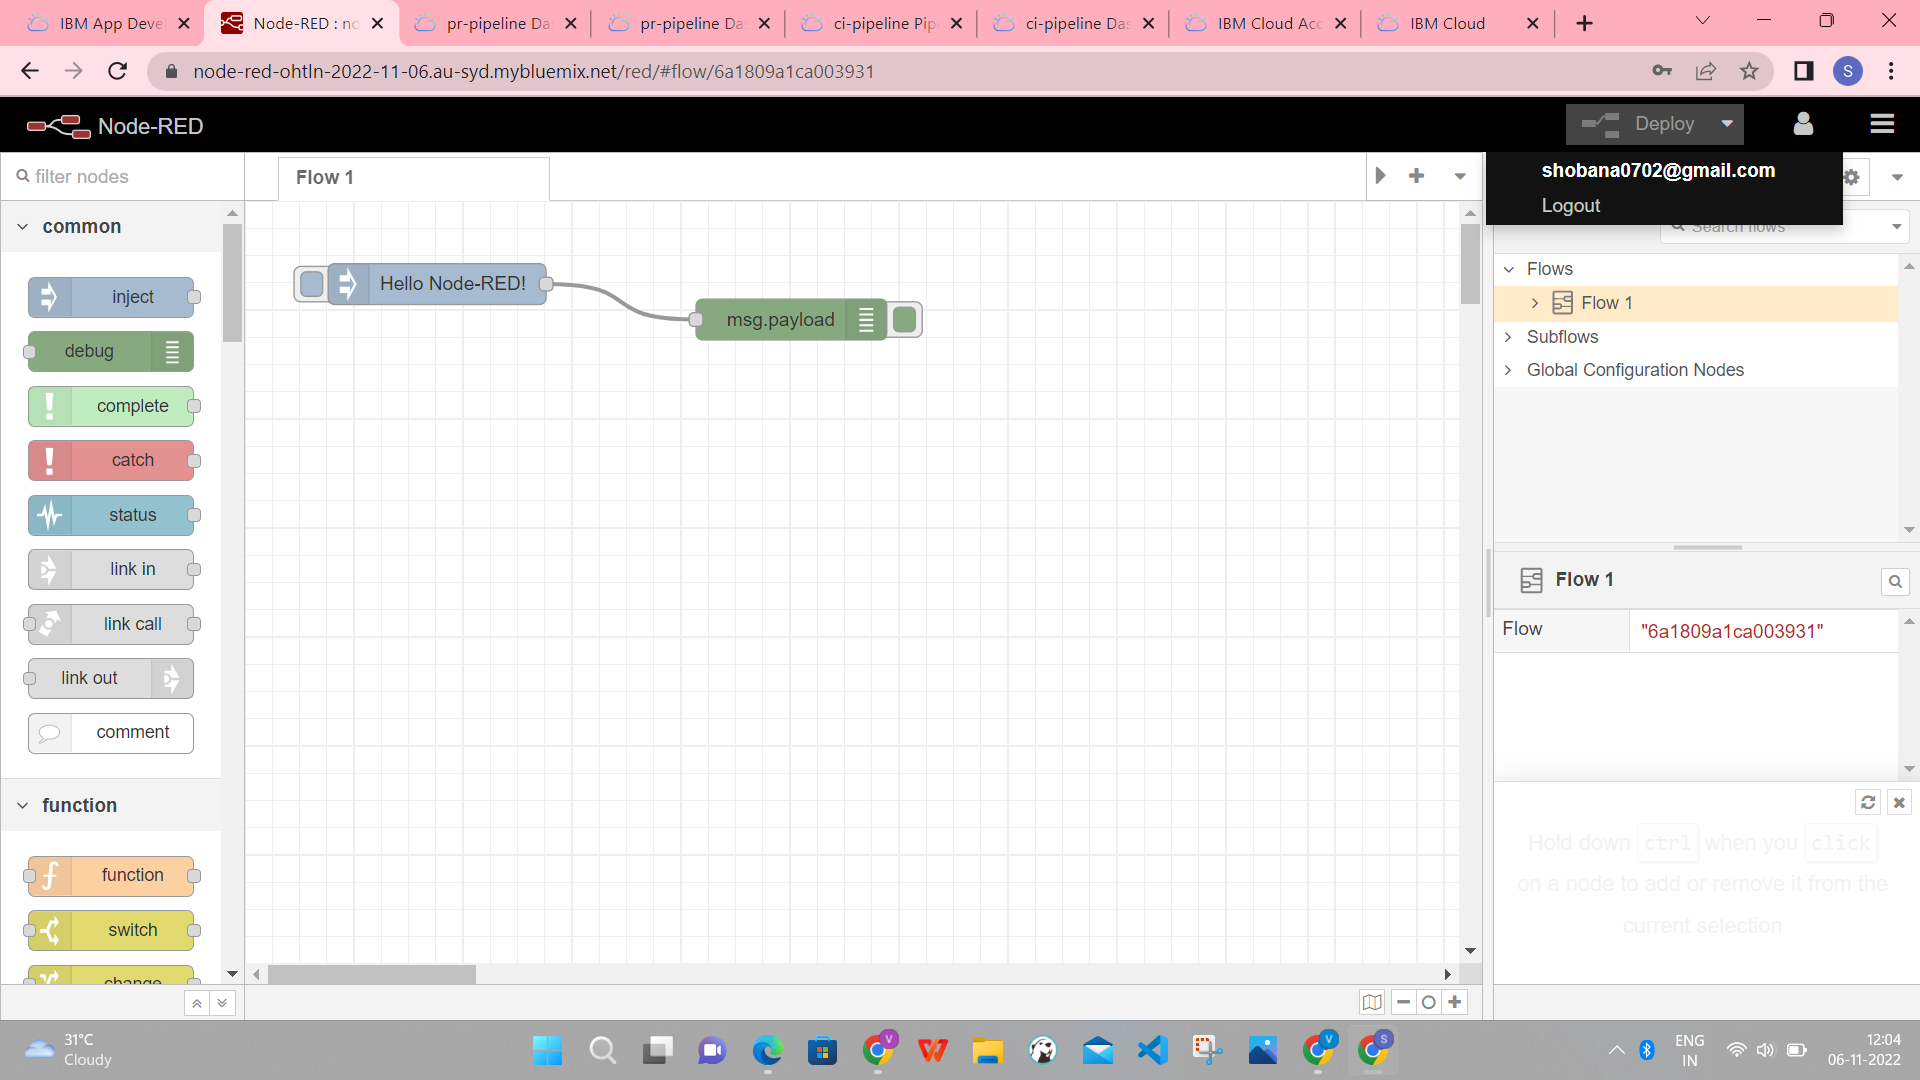 IBM App Deve
Node-RED : no
pr-pipeline Da
pr-pipeline Da
ci-pipeline Pip
ci-pipeline Da
IBM Cloud Acc
IBM Cloud
node-red-ohtln-2022-11-06.au-syd.mybluemix.net/red/#flow/6a1809a1ca003931
S
Node-RED
Deploy
shobana0702@gmail.com
Logout
filter nodes
Flow 1
Search flows
common
inject
debug
complete
catch
status
link in
link call
link out
comment
function
function
switch
change
Hello Node-RED!
msg.payload
Flows
Flow 1
Subflows
Global Configuration Nodes
Flow 1
Flow
"6a1809a1ca003931"
Hold down ctrl when you click
on a node to add or remove it from the
current selection
31°C
Cloudy
V
V
S
ENG
IN
12:04
06-11-2022